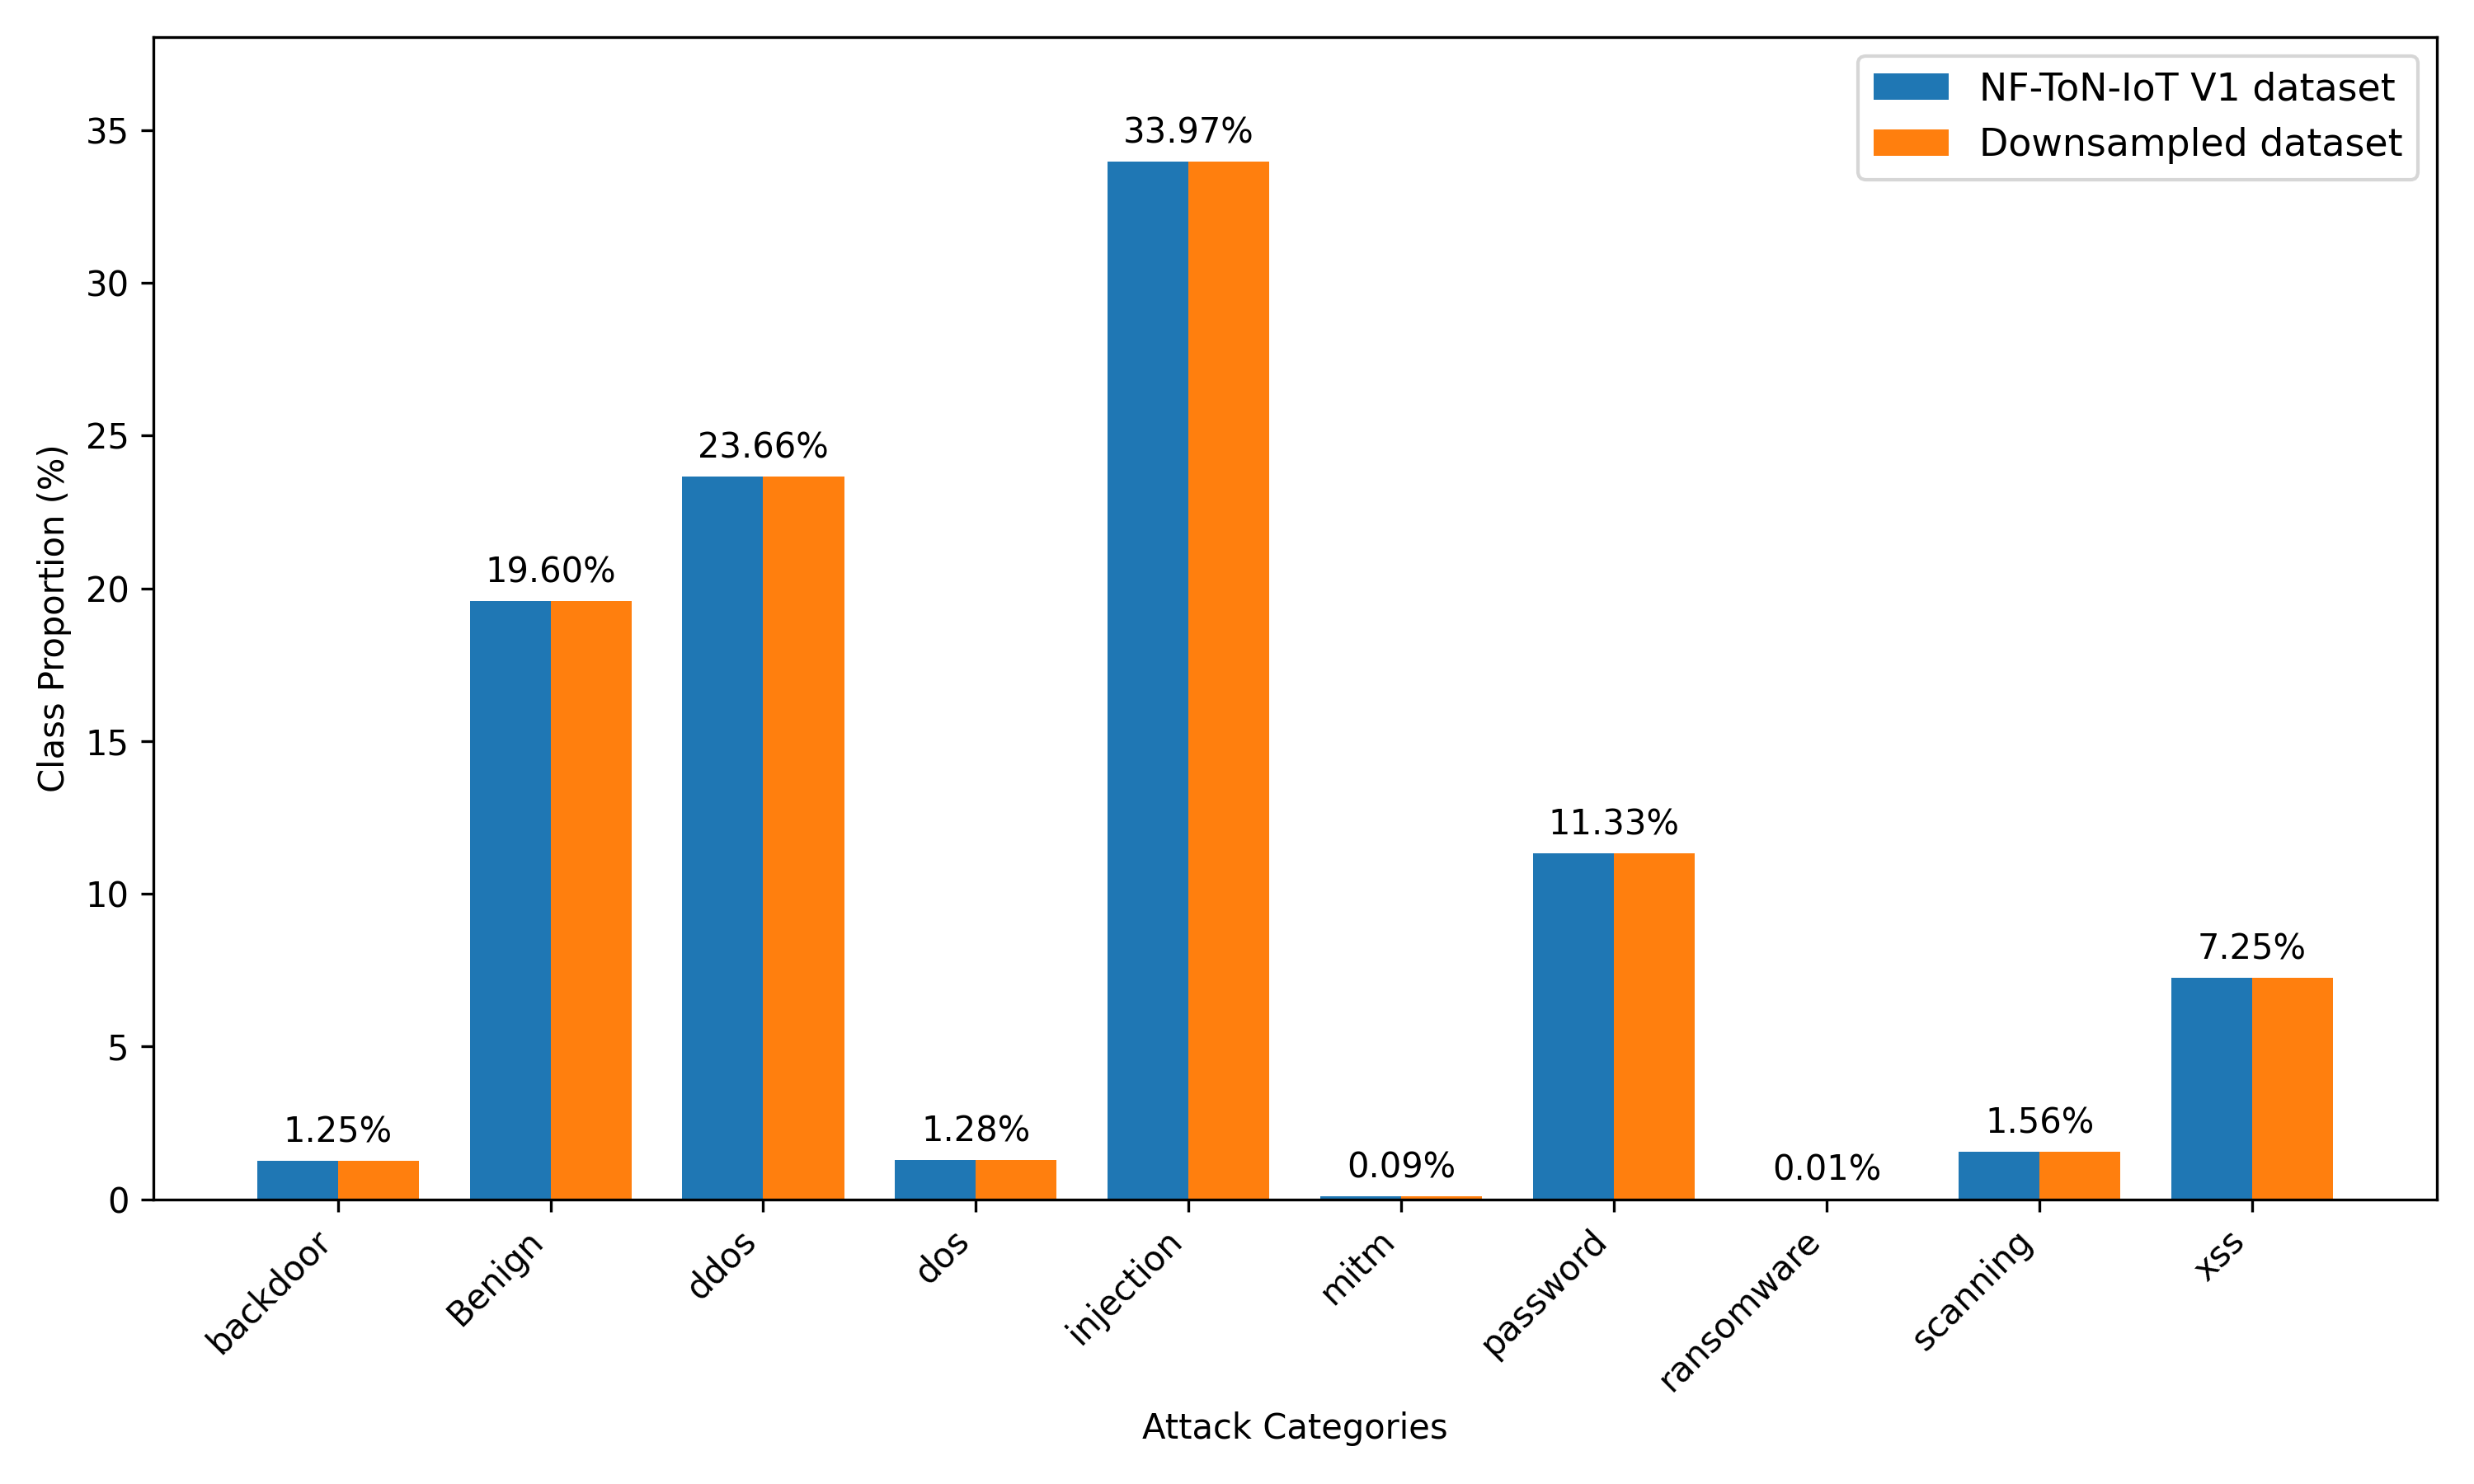 NF-ToN-IoT V1 dataset
Downsampled dataset
Class Proportion (%)
35
30
25
20
15
10
5
0
1.25%
19.60%
23.66%
1.28%
33.97%
0.09%
11.33%
0.01%
1.56%
7.25%
backdoor
Benign
ddos
dos
injection
mitm
password
ransomware
scanning
xss
Attack Categories